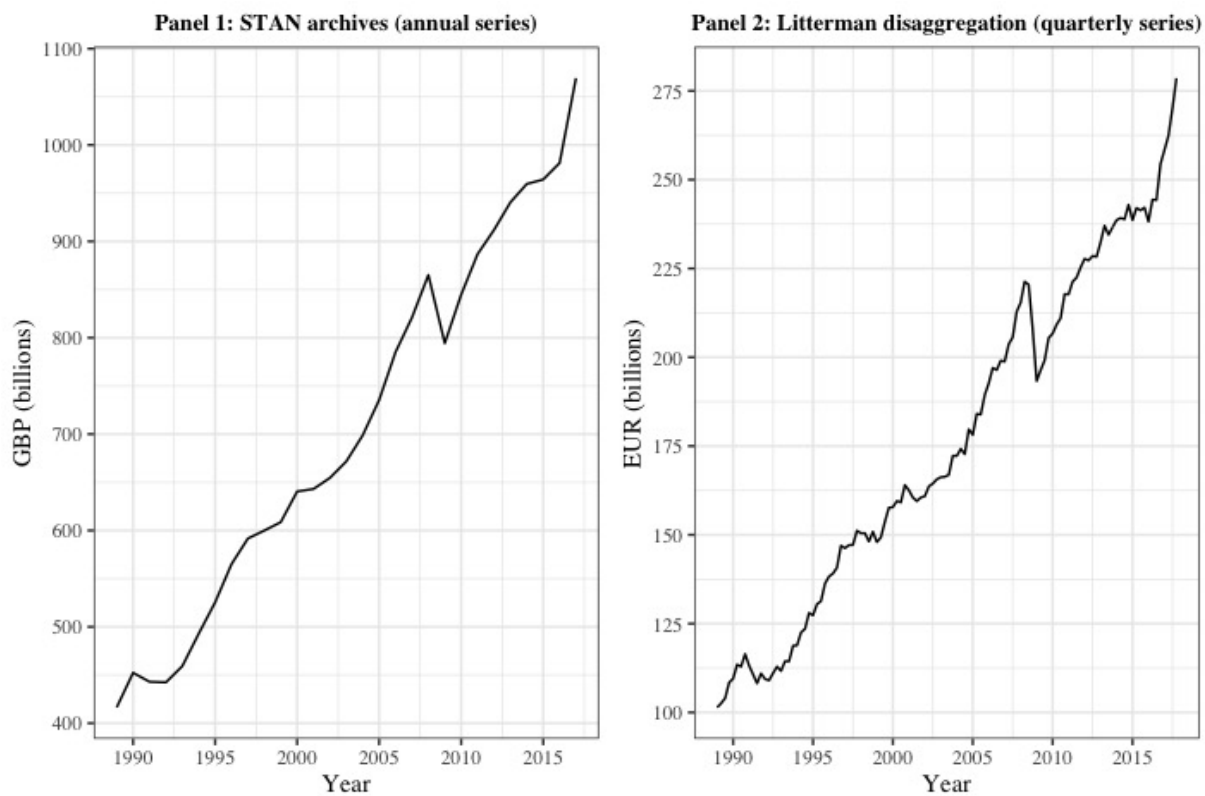 Panel 1: STAN archives (annual series)
GBP (billions)
1100
1000
900
800
700
600
500
400
1990 1995 2000 2005 2010 2015
Year
Panel 2: Litterman disaggregation (quarterly series)
EUR (billions)
275
250
225
200
175
150
125
100
1990 1995 2000 2005 2010 2015
Year